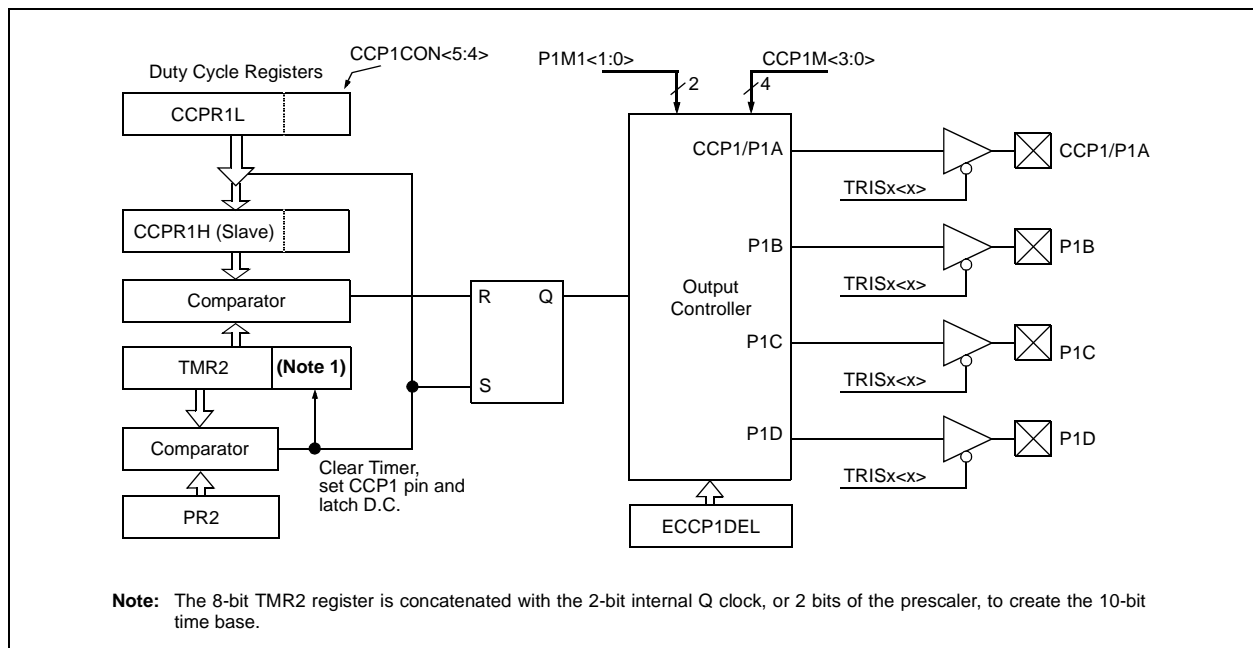 CCP1CON<5:4>
Duty Cycle Registers
CCPR1L
CCPR1H (Slave)
Comparator
TMR2
(Note 1)
Comparator
PR2
Clear Timer,
set CCP1 pin and
latch D.C.
R
Q
S
P1M1<1:0>
2
CCP1M<3:0>
4
Output
Controller
CCP1/P1A
P1B
P1C
P1D
ECCP1DEL
TRISx<x>
CCP1/P1A
TRISx<x>
P1B
TRISx<x>
P1C
TRISx<x>
P1D
Note: The 8-bit TMR2 register is concatenated with the 2-bit internal Q clock, or 2 bits of the prescaler, to create the 10-bit
time base.